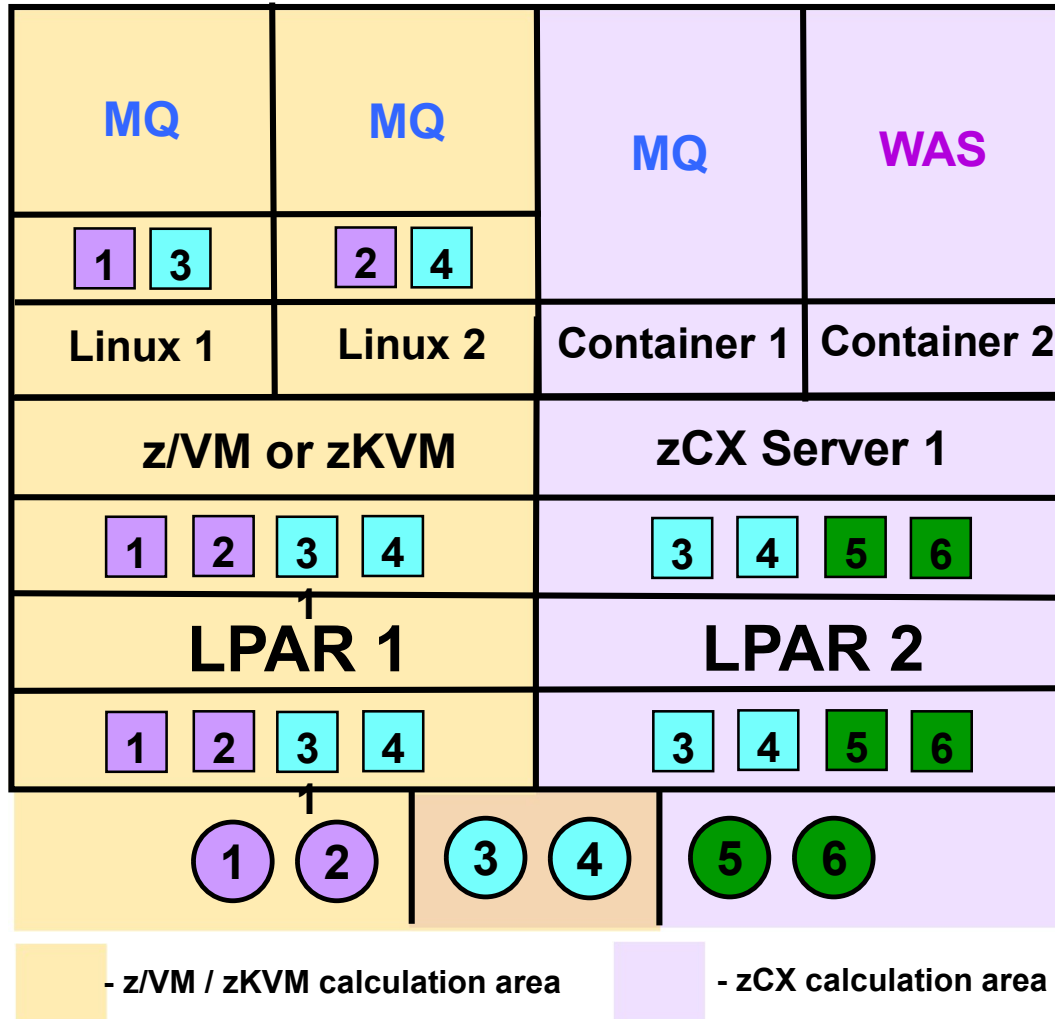 MQ MQ MQ WAS
1 3 2 4
Linux 1 Linux 2 Container 1 Container 2
z/VM or zKVM zCX Server 1
1 2 3 4 3 4 5 6
1
LPAR 1 LPAR 2
1 2 3 4 3 4 5 6
1
1 2 3 4 5 6
- z/VM / zKVM calculation area - zCX calculation area